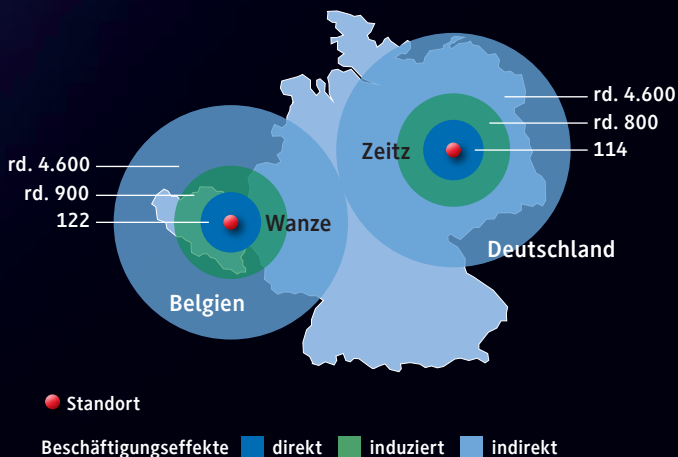 rd. 4.600
rd. 800
114
Zeitz
rd. 4.600
rd. 900
122
Wanze
Deutschland
Belgien
Standort
Beschäftigungseffekte direkt induziert indirekt